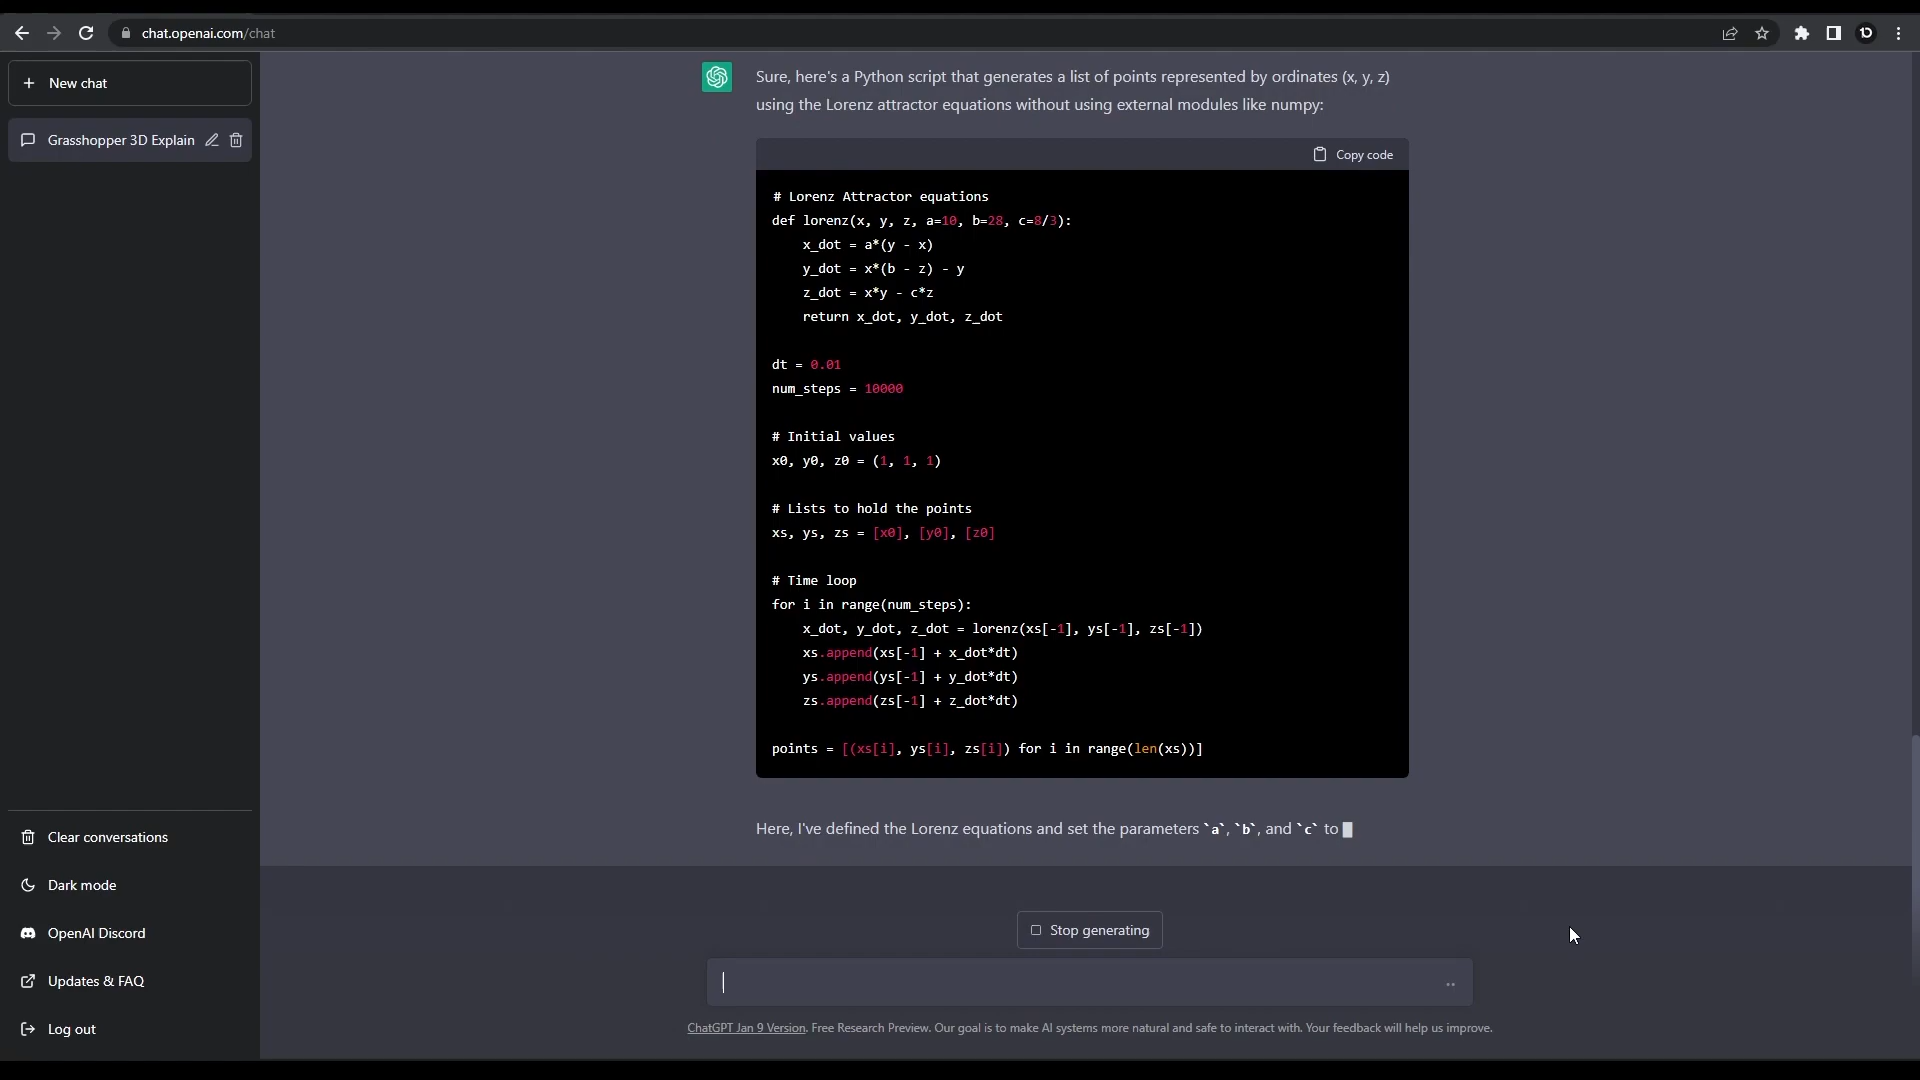 chat.openai.com/chat
New chat
Grasshopper 3D Explain
Sure, here's a Python script that generates a list of points represented by ordinates (x, y, z)
using the Lorenz attractor equations without using external modules like numpy:
Copy code
# Lorenz Attractor equations
def lorenz(x, y, z, a=10, b=28, c=8/3):
    x_dot = a*(y - x)
    y_dot = x*(b - z) - y
    z_dot = x*y - c*z
    return x_dot, y_dot, z_dot
dt = 0.01
num_steps = 10000
# Initial values
x0, y0, z0 = (1, 1, 1)
# Lists to hold the points
xs, ys, zs = [x0], [y0], [z0]
# Time loop
for i in range(num_steps):
    x_dot, y_dot, z_dot = lorenz(xs[-1], ys[-1], zs[-1])
    xs.append(xs[-1] + x_dot*dt)
    ys.append(ys[-1] + y_dot*dt)
    zs.append(zs[-1] + z_dot*dt)
points = [(xs[i], ys[i], zs[i]) for i in range(len(xs))]
Here, I've defined the Lorenz equations and set the parameters `a`, `b`, and `c` to
Clear conversations
Dark mode
OpenAI Discord
Updates & FAQ
Log out
Stop generating
ChatGPT Jan 9 Version. Free Research Preview. Our goal is to make AI systems more natural and safe to interact with. Your feedback will help us improve.